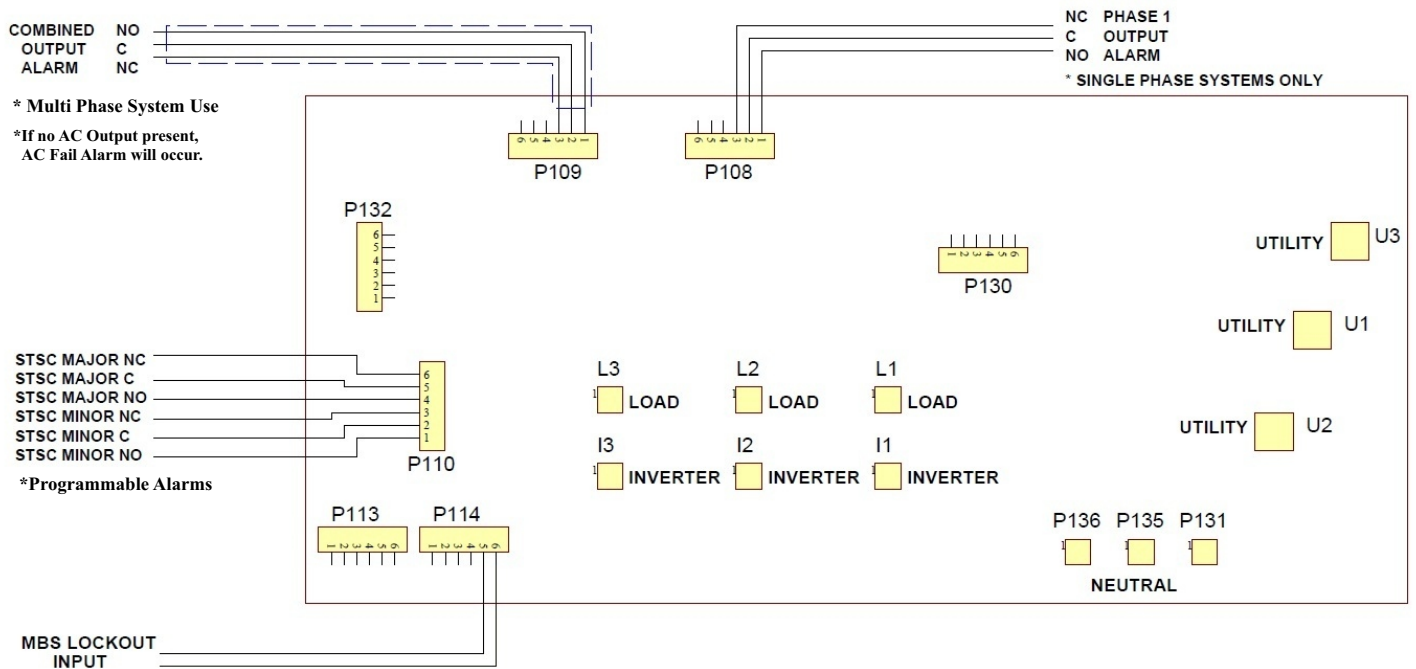 COMBINED NO
OUTPUT C
ALARM NC
* Multi Phase System Use
*If no AC Output present,
AC Fail Alarm will occur.
NC PHASE 1
C OUTPUT
NO ALARM
* SINGLE PHASE SYSTEMS ONLY
6 5 4 3 2 1
P109
6 5 4 3 2 1
P108
P132
6
5
4
3
2
1
1 2 3 4 5 6
P130
UTILITY U3
UTILITY U1
UTILITY U2
STSC MAJOR NC
STSC MAJOR C
STSC MAJOR NO
STSC MINOR NC
STSC MINOR C
STSC MINOR NO
*Programmable Alarms
6
5
4
3
2
1
P110
L3 L2 L1
1 LOAD 1 LOAD 1 LOAD
I3 I2 I1
1 INVERTER 1 INVERTER 1 INVERTER
P113 P114
1 2 3 4 5 6 1 2 3 4 5 6
P136 P135 P131
1 1 1
NEUTRAL
MBS LOCKOUT
INPUT